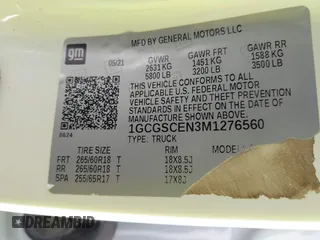 gm
MFD BY GENERAL MOTORS LLC
05/21 GVWR GAWR FRT GAWR RR
2631 KG 1451 KG 1588 KG
5800 LB 3200 LB 3500 LB
THIS VEHICLE CONFORMS TO ALL
APPLICABLE U.S. FEDERAL MOTOR
VEHICLE SAFETY, BUMPER, AND
THEFT PREVENTION STANDARDS
IN EFFECT ON THE DATE OF
MANUFACTURE SHOWN ABOVE.
1GCGSCEN3M1276560
TYPE: TRUCK MODEL:
TIRE SIZE RIM
FRT 265/60R18 T 18X8.5J
RR 265/60R18 T 18X8.5J
SPA 255/65R17 T 17X8J
DREAMBID